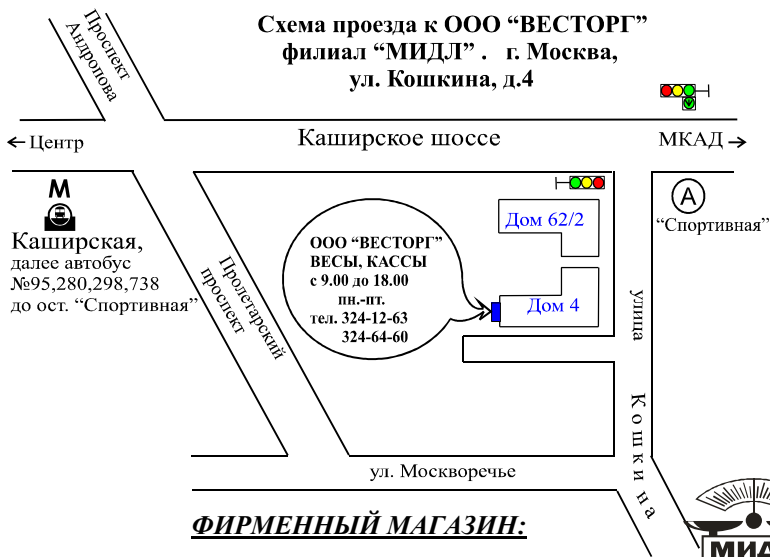 Схема проезда к ООО “ВЕСТОРГ”
филиал “МИДЛ” . г. Москва,
ул. Кошкина, д.4
Проспект
Андропова
← Центр
Каширское шоссе
МКАД →
М
Каширская,
далее автобус
№95,280,298,738
до ост. “Спортивная”
А
“Спортивная”
Пролетарский
проспект
ООО “ВЕСТОРГ”
ВЕСЫ, КАССЫ
с 9.00 до 18.00
пн.-пт.
тел. 324-12-63
324-64-60
Дом 62/2
Дом 4
улица
Кошкина
ул. Москворечье
ФИРМЕННЫЙ МАГАЗИН:
МИД